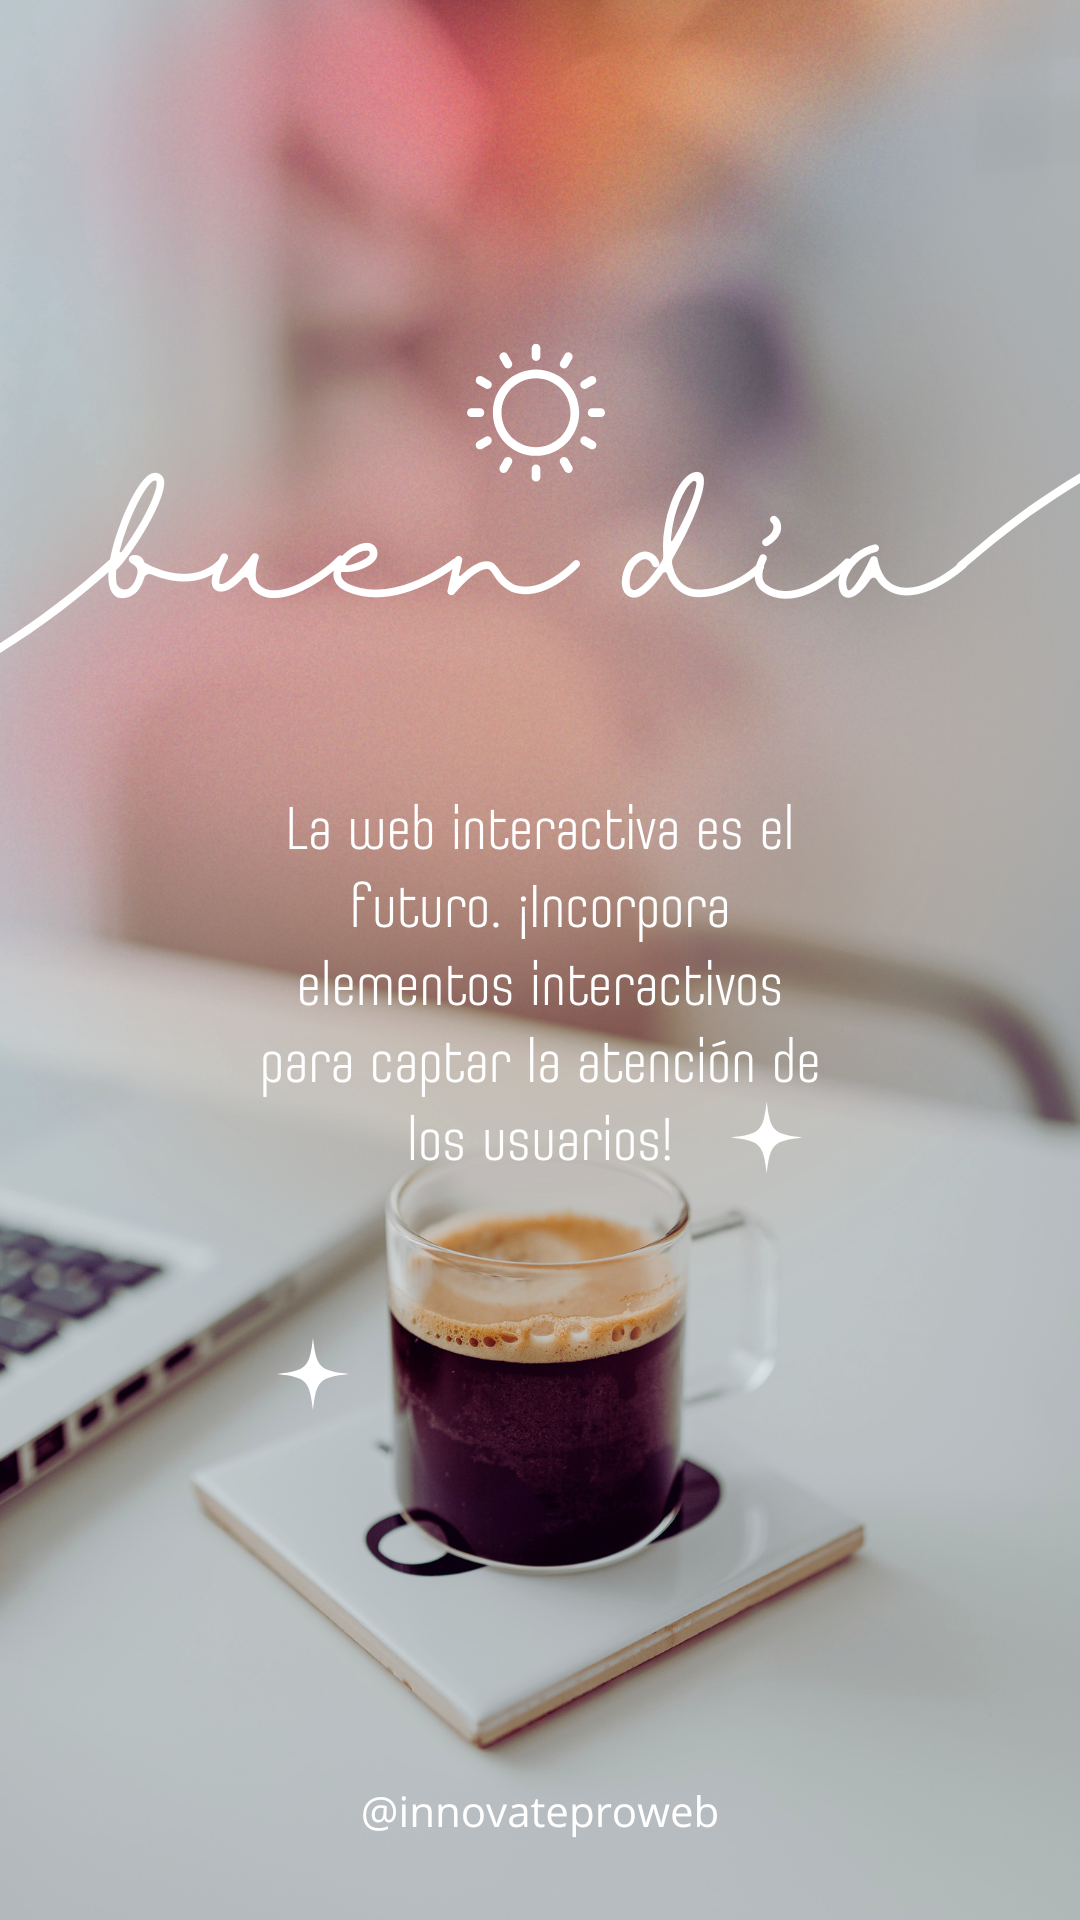 buen día
La web interactiva es el
futuro. ¡Incorpora
elementos interactivos
para captar la atención de
los usuarios!
@innovateproweb